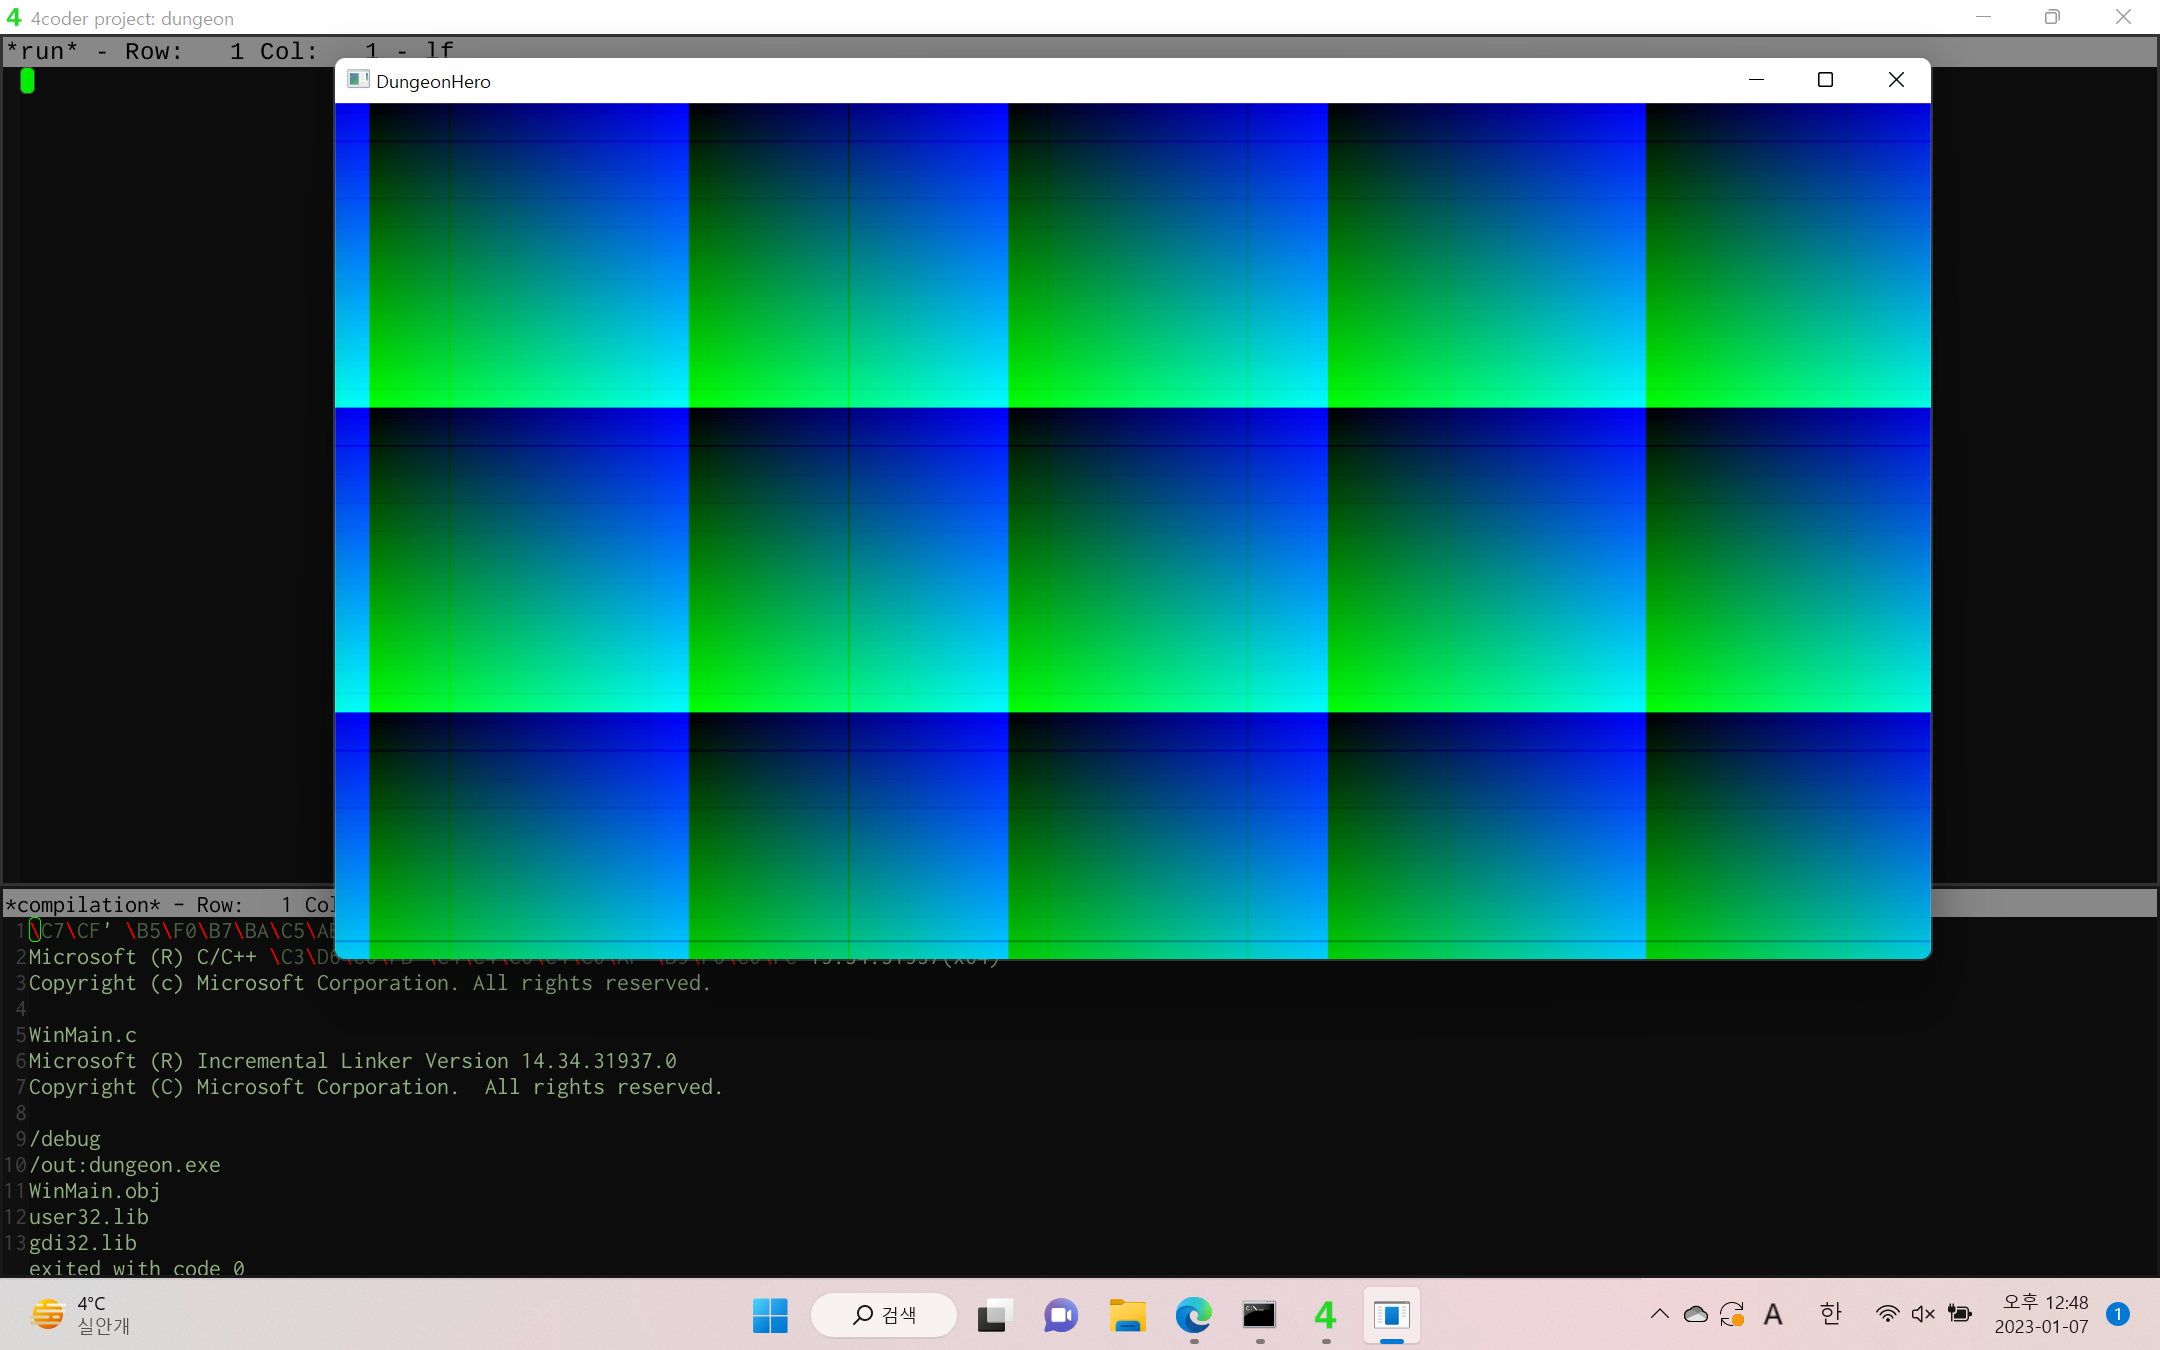 4 4coder project: dungeon
*run* - Row: 1 Col: 1 - lf
DungeonHero
*compilation* - Row: 1 Col
1\C7\CF' \B5\F0\B7\BA\C5\AE
2Microsoft (R) C/C++ \C3\D6
3Copyright (c) Microsoft Corporation. All rights reserved.
4
5WinMain.c
6Microsoft (R) Incremental Linker Version 14.34.31937.0
7Copyright (C) Microsoft Corporation.  All rights reserved.
8
9/debug
10/out:dungeon.exe
11WinMain.obj
12user32.lib
13gdi32.lib
exited with code 0
4°C
실안개
검색
4
A
한
오후 12:48
2023-01-07
1